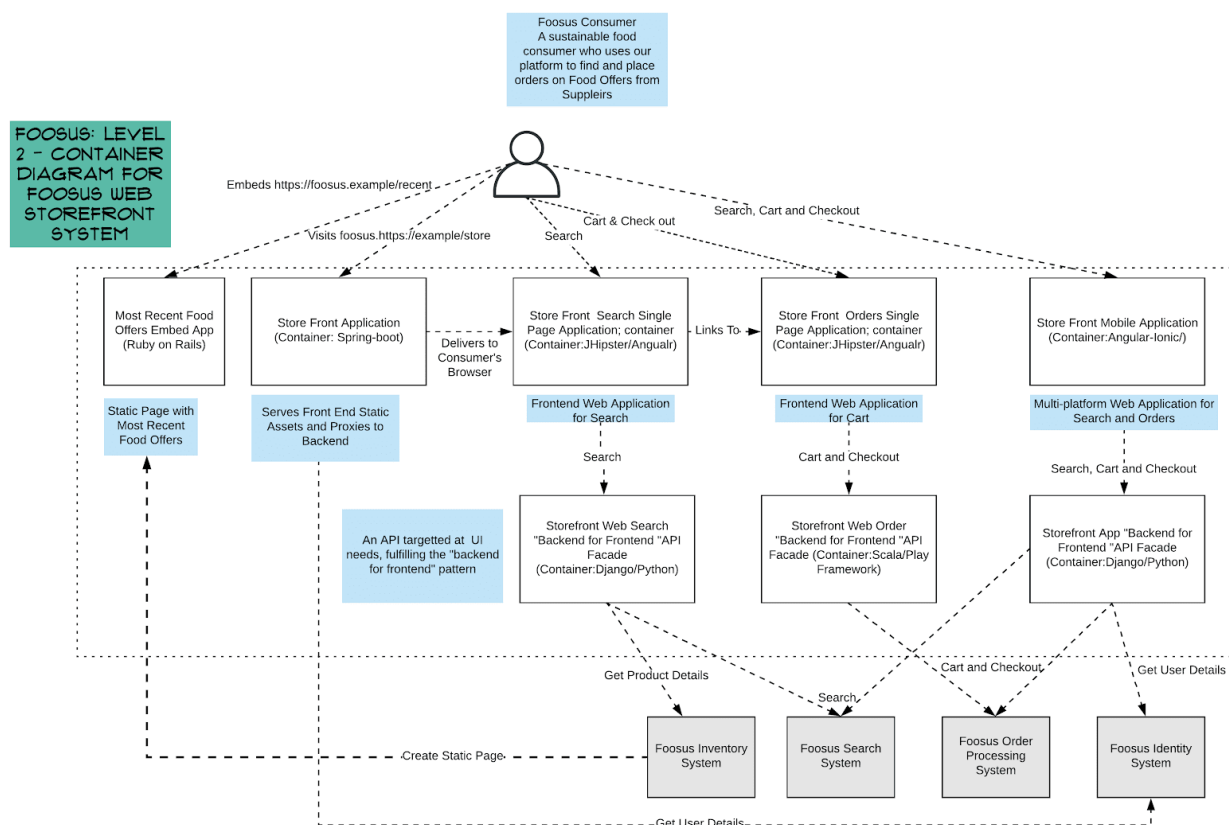 Foosus Consumer
A sustainable food
consumer who uses our
platform to find and place
orders on Food Offers from
Suppleirs
FOOSUS: LEVEL
2 - CONTAINER
DIAGRAM FOR
FOOSUS WEB
STOREFRONT
SYSTEM
Embeds https://foosus.example/recent
Visits foosus.https://example/store
Search
Cart & Check out
Search, Cart and Checkout
Most Recent Food
Offers Embed App
(Ruby on Rails)
Store Front Application
(Container: Spring-boot)
Delivers to
Consumer's
Browser
Store Front  Search Single
Page Application; container
(Container:JHipster/Angualr)
Links To
Store Front  Orders Single
Page Application; container
(Container:JHipster/Angualr)
Store Front Mobile Application
(Container:Angular-Ionic/)
Static Page with
Most Recent
Food Offers
Serves Front End Static
Assets and Proxies to
Backend
Frontend Web Application
for Search
Frontend Web Application
for Cart
Multi-platform Web Application for
Search and Orders
Search
Cart and Checkout
Search, Cart and Checkout
An API targetted at  UI
needs, fulfilling the "backend
for frontend" pattern
Storefront Web Search
"Backend for Frontend "API
Facade
(Container:Django/Python)
Storefront Web Order
"Backend for Frontend "API
Facade (Container:Scala/Play
Framework)
Storefront App "Backend for
Frontend "API Facade
(Container:Django/Python)
Get Product Details
Search
Cart and Checkout
Get User Details
Create Static Page
Foosus Inventory
System
Foosus Search
System
Foosus Order
Processing
System
Foosus Identity
System
Get User Details